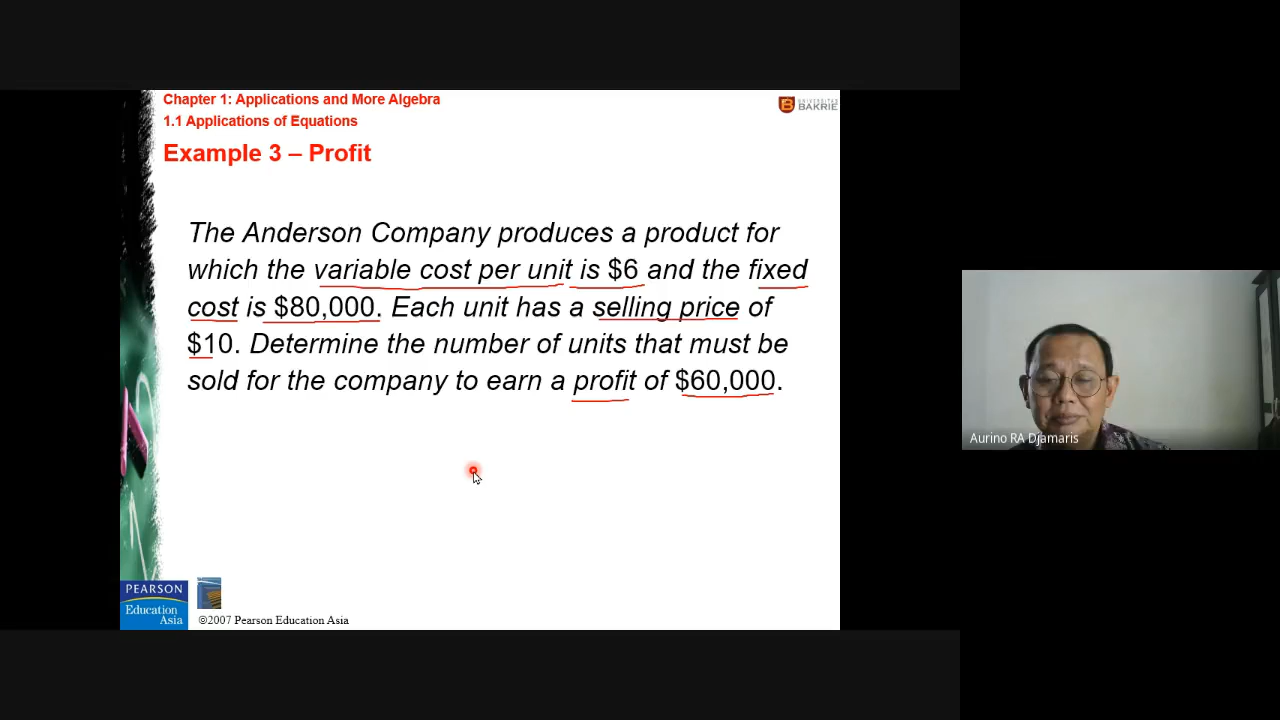 Chapter 1: Applications and More Algebra
1.1 Applications of Equations
Example 3 – Profit
UNIVERSITAS
BAKRIE
The Anderson Company produces a product for
which the variable cost per unit is $6 and the fixed
cost is $80,000. Each unit has a selling price of
$10. Determine the number of units that must be
sold for the company to earn a profit of $60,000.
Aurino RA Djamaris
PEARSON
Education
Asia
©2007 Pearson Education Asia